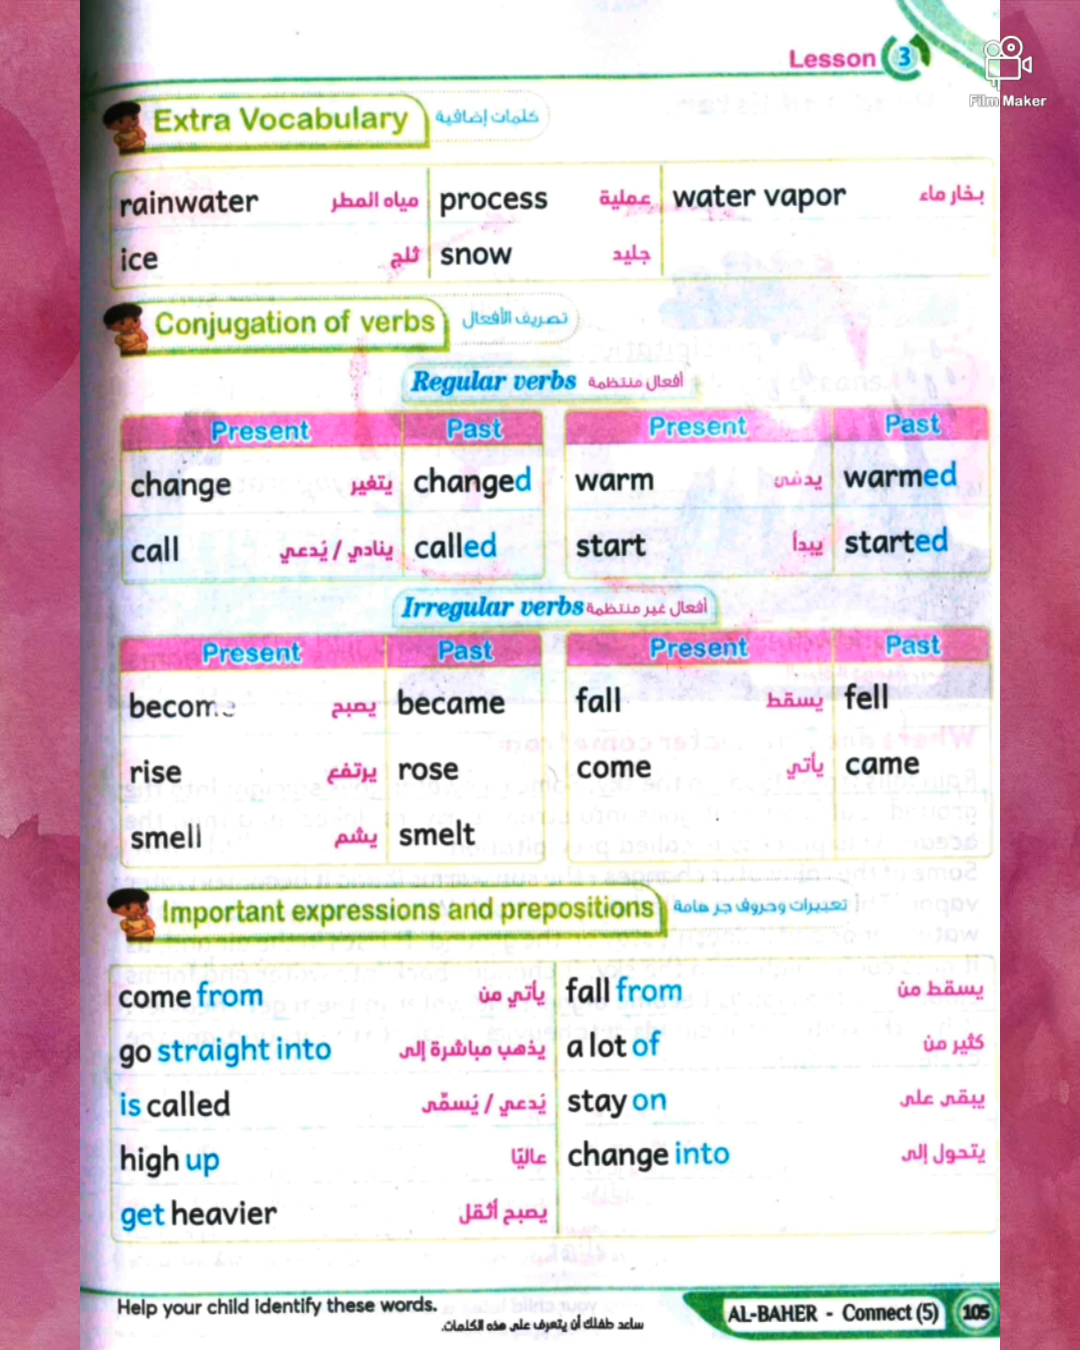 Lesson 3
Film Maker
Extra Vocabulary كلمات إضافية
rainwater مياه المطر process عملية water vapor بخار ماء
ice ثلج snow جليد
Conjugation of verbs تصريف الأفعال
Regular verbs أفعال منتظمة
Present Past Present Past
change يتغير changed warm يدفئ warmed
call ينادي / يُدعي called start يبدأ started
Irregular verbs أفعال غير منتظمة
Present Past Present Past
become يصبح became fall يسقط fell
rise يرتفع rose come يأتي came
smell يشم smelt
Important expressions and prepositions تعبيرات وحروف جر هامة
come from يأتي من fall from يسقط من
go straight into يذهب مباشرة إلى a lot of كثير من
is called يُدعي / يُسمَّى stay on يبقى على
high up عاليًا change into يتحول إلى
get heavier يصبح أثقل
Help your child identify these words.
ساعد طفلك أن يتعرف على هذه الكلمات.
AL-BAHER - Connect (5) 105